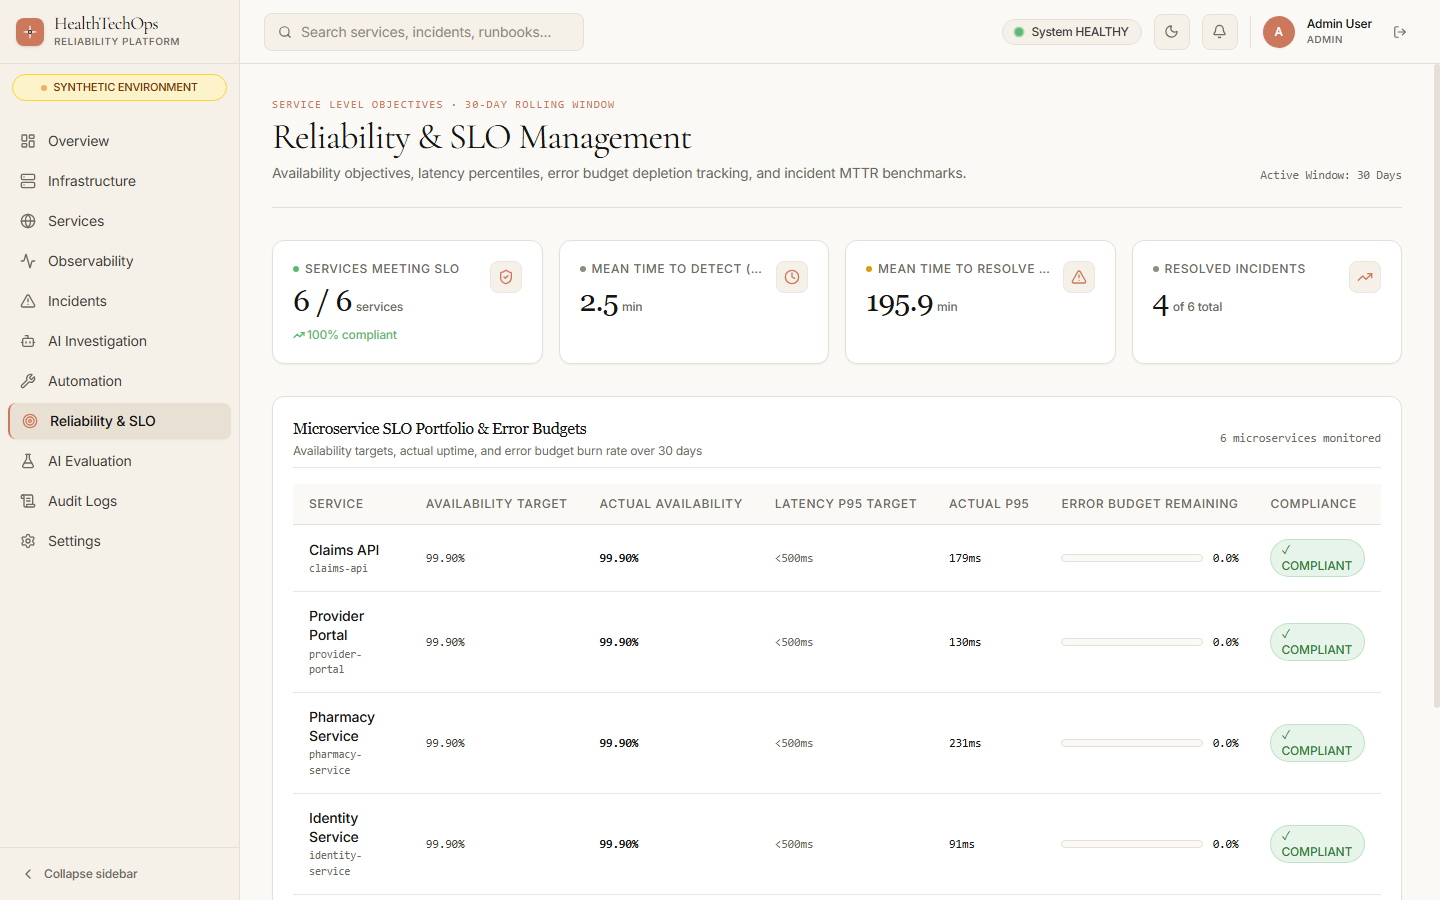 HealthTechOps
RELIABILITY PLATFORM
SYNTHETIC ENVIRONMENT
Overview
Infrastructure
Services
Observability
Incidents
AI Investigation
Automation
Reliability & SLO
AI Evaluation
Audit Logs
Settings
Collapse sidebar
Search services, incidents, runbooks...
System HEALTHY
A
Admin User
ADMIN
SERVICE LEVEL OBJECTIVES · 30-DAY ROLLING WINDOW
Reliability & SLO Management
Availability objectives, latency percentiles, error budget depletion tracking, and incident MTTR benchmarks.
Active Window: 30 Days
SERVICES MEETING SLO
6 / 6 services
100% compliant
MEAN TIME TO DETECT (...
2.5 min
MEAN TIME TO RESOLVE ...
195.9 min
RESOLVED INCIDENTS
4 of 6 total
Microservice SLO Portfolio & Error Budgets
Availability targets, actual uptime, and error budget burn rate over 30 days
6 microservices monitored
SERVICE AVAILABILITY TARGET ACTUAL AVAILABILITY LATENCY P95 TARGET ACTUAL P95 ERROR BUDGET REMAINING COMPLIANCE
Claims API
claims-api
99.90% 99.90% <500ms 179ms 0.0%
✓
COMPLIANT
Provider
Portal
provider-
portal
99.90% 99.90% <500ms 130ms 0.0%
✓
COMPLIANT
Pharmacy
Service
pharmacy-
service
99.90% 99.90% <500ms 231ms 0.0%
✓
COMPLIANT
Identity
Service
identity-
service
99.90% 99.90% <500ms 91ms 0.0%
✓
COMPLIANT